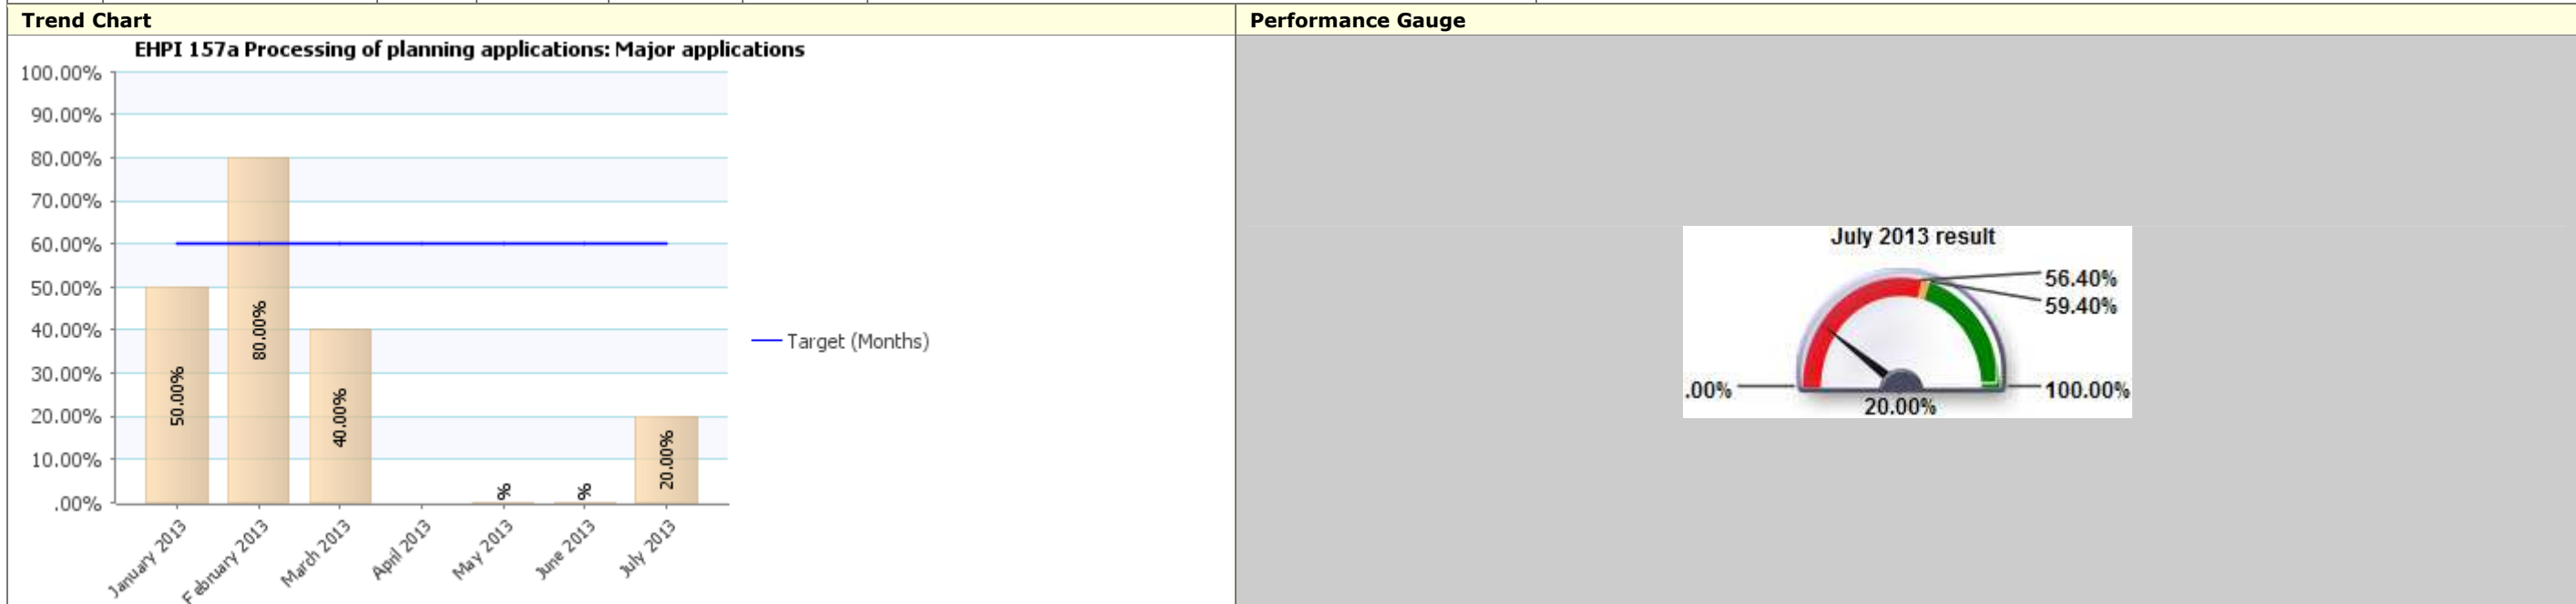 Trend Chart
EHPI 157a Processing of planning applications: Major applications
100.00%
90.00%
80.00%
70.00%
60.00%
50.00%
40.00%
30.00%
20.00%
10.00%
.00%
50.00%
80.00%
40.00%
%
%
20.00%
January 2013
February 2013
March 2013
April 2013
May 2013
June 2013
July 2013
Target (Months)
Performance Gauge
July 2013 result
56.40%
59.40%
.00%
100.00%
20.00%